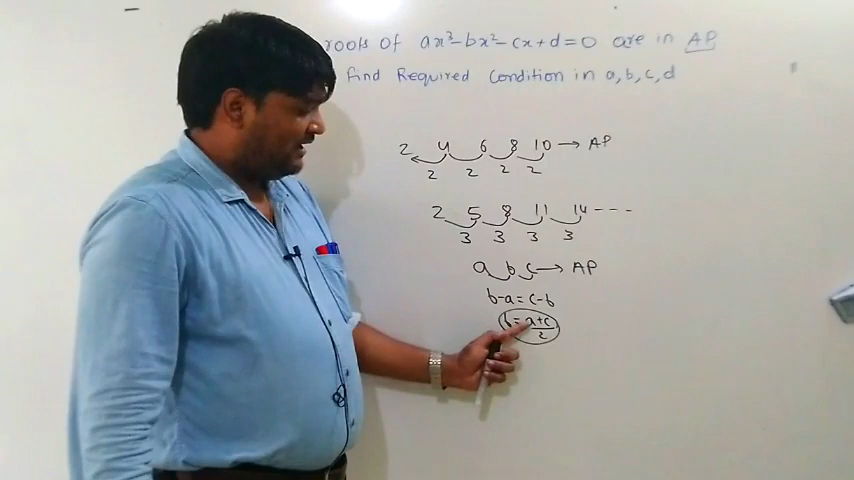 roots of ax³-bx²-cx+d=0 are in AP
find Required Condition in a,b,c,d
2 4 6 8 10 → AP
2 2 2 2
2 5 8 11 14 ---
3 3 3 3
a b c → AP
b-a=c-b
b = a+c
2